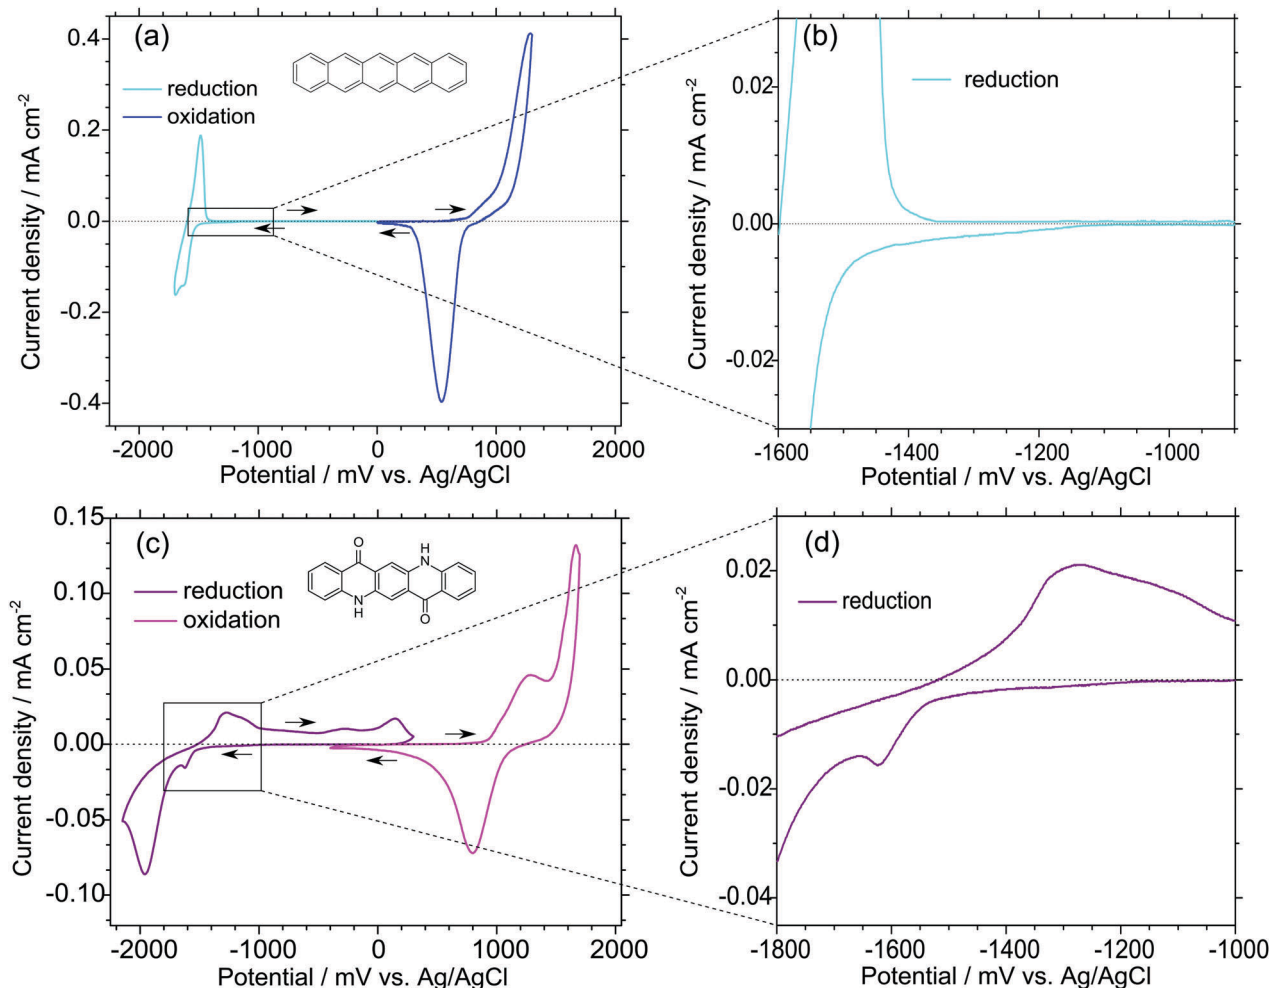 (a)
reduction
oxidation
0.4
0.2
0.0
-0.2
-0.4
Current density / mA cm-2
-2000 -1000 0 1000 2000
Potential / mV vs. Ag/AgCl
(b)
reduction
0.02
0.00
-0.02
Current density / mA cm-2
-1600 -1400 -1200 -1000
Potential / mV vs. Ag/AgCl
(c)
O
H
N
N
H
O
reduction
oxidation
0.15
0.10
0.05
0.00
-0.05
-0.10
Current density / mA cm-2
-2000 -1000 0 1000 2000
Potential / mV vs. Ag/AgCl
(d)
reduction
0.02
0.00
-0.02
-0.04
Current density / mA cm-2
-1800 -1600 -1400 -1200 -1000
Potential / mV vs. Ag/AgCl